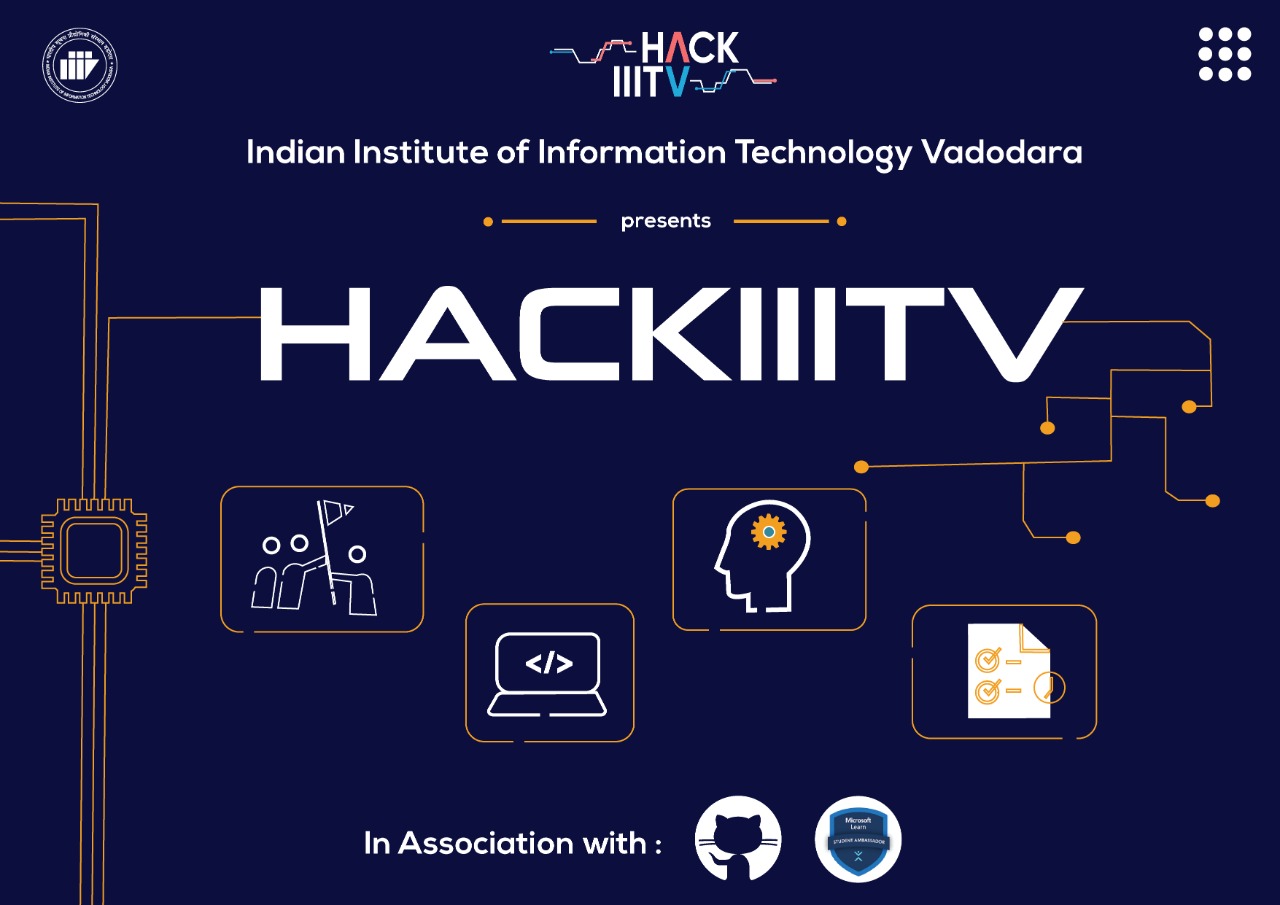 HACK
IIITV
Indian Institute of Information Technology Vadodara
presents
HACKIIITV
</>
In Association with :
Microsoft
Learn
STUDENT AMBASSADOR